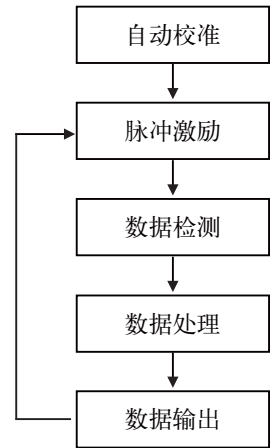 自动校准
脉冲激励
数据检测
数据处理
数据输出